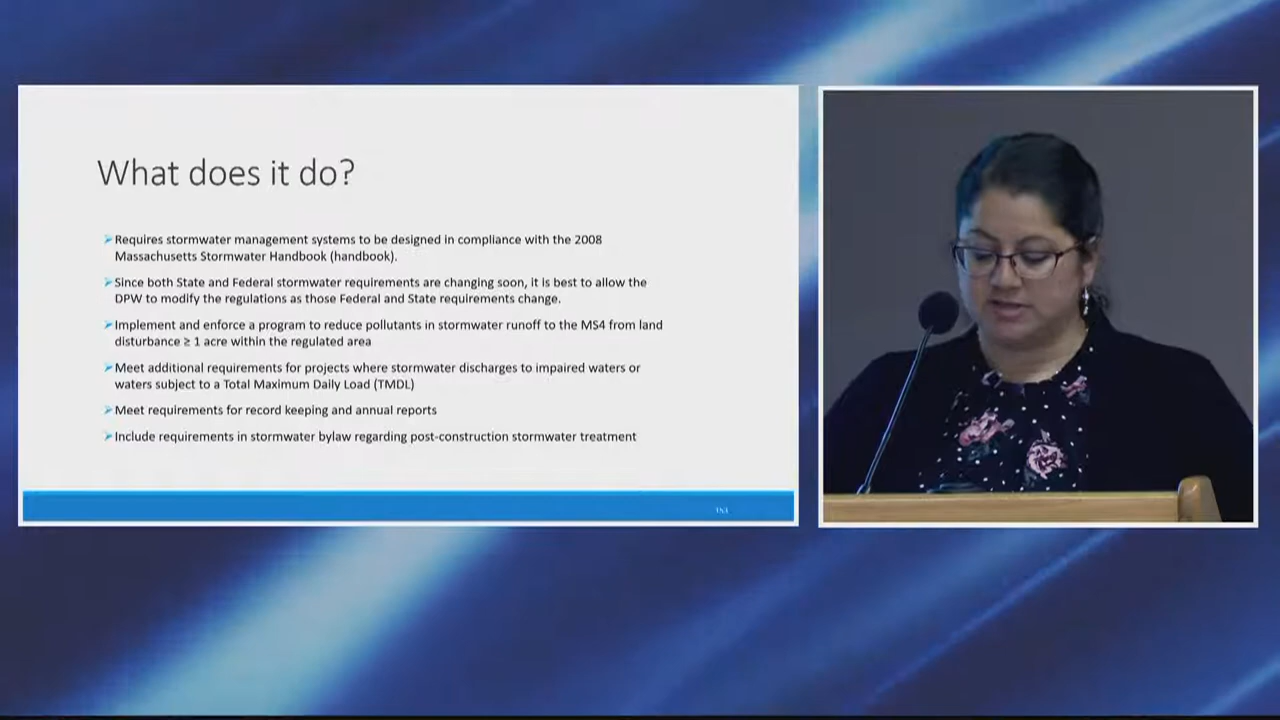 What does it do?
➢Requires stormwater management systems to be designed in compliance with the 2008
Massachusetts Stormwater Handbook (handbook).
➢Since both State and Federal stormwater requirements are changing soon, it is best to allow the
DPW to modify the regulations as those Federal and State requirements change.
➢Implement and enforce a program to reduce pollutants in stormwater runoff to the MS4 from land
disturbance ≥ 1 acre within the regulated area
➢Meet additional requirements for projects where stormwater discharges to impaired waters or
waters subject to a Total Maximum Daily Load (TMDL)
➢Meet requirements for record keeping and annual reports
➢Include requirements in stormwater bylaw regarding post-construction stormwater treatment